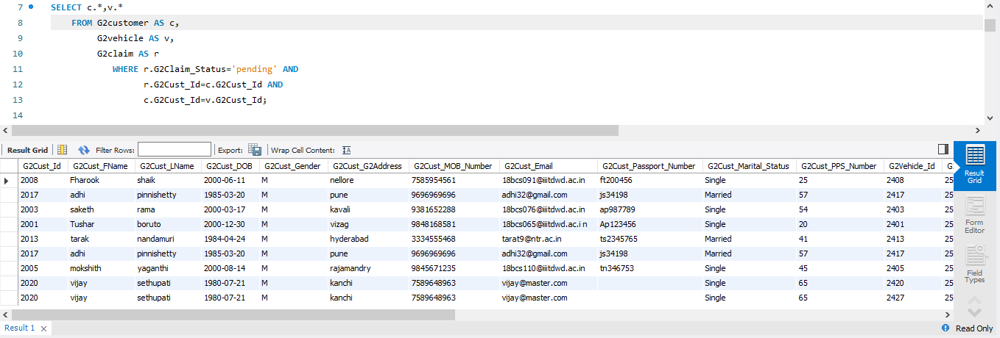 7 SELECT c.*,v.*
8 FROM G2customer AS c,
9 G2vehicle AS v,
10 G2claim AS r
11 WHERE r.G2Claim_Status='pending' AND
12 r.G2Cust_Id=c.G2Cust_Id AND
13 c.G2Cust_Id=v.G2Cust_Id;
14
Result Grid Filter Rows: Export: Wrap Cell Content:
G2Cust_Id G2Cust_FName G2Cust_LName G2Cust_DOB G2Cust_Gender G2Cust_G2Address G2Cust_MOB_Number G2Cust_Email G2Cust_Passport_Number G2Cust_Marital_Status G2Cust_PPS_Number G2Vehicle_Id G
2008 Fharook shaik 2000-06-11 M nellore 7585954561 18bcs091@iiitdwd.ac.in ft200456 Single 25 2408 25
2017 adhi pinnishetty 1985-03-20 M pune 9696969696 adhi32@gmail.com js34198 Married 57 2417 25
2003 saketh rama 2000-03-17 M kavali 9381652288 18bcs076@iiitdwd.ac.in ap987789 Single 54 2403 25
2001 Tushar boruto 2000-12-30 M vizag 9848168581 18bcs065@iiitdwd.ac.i n Ap123456 Single 20 2401 25
2013 tarak nandamuri 1984-04-24 M hyderabad 3334555468 tarat9@ntr.ac.in ts2345765 Married 41 2413 25
2017 adhi pinnishetty 1985-03-20 M pune 9696969696 adhi32@gmail.com js34198 Married 57 2417 25
2005 mokshith yaganthi 2000-08-14 M rajamandry 9845671235 18bcs110@iiitdwd.ac.in tn346753 Single 45 2405 25
2020 vijay sethupati 1980-07-21 M kanchi 7589648963 vijay@master.com Single 65 2420 25
2020 vijay sethupati 1980-07-21 M kanchi 7589648963 vijay@master.com Single 65 2427 25
Result
Grid
Form
Editor
Field
Types
Result 1
Read Only